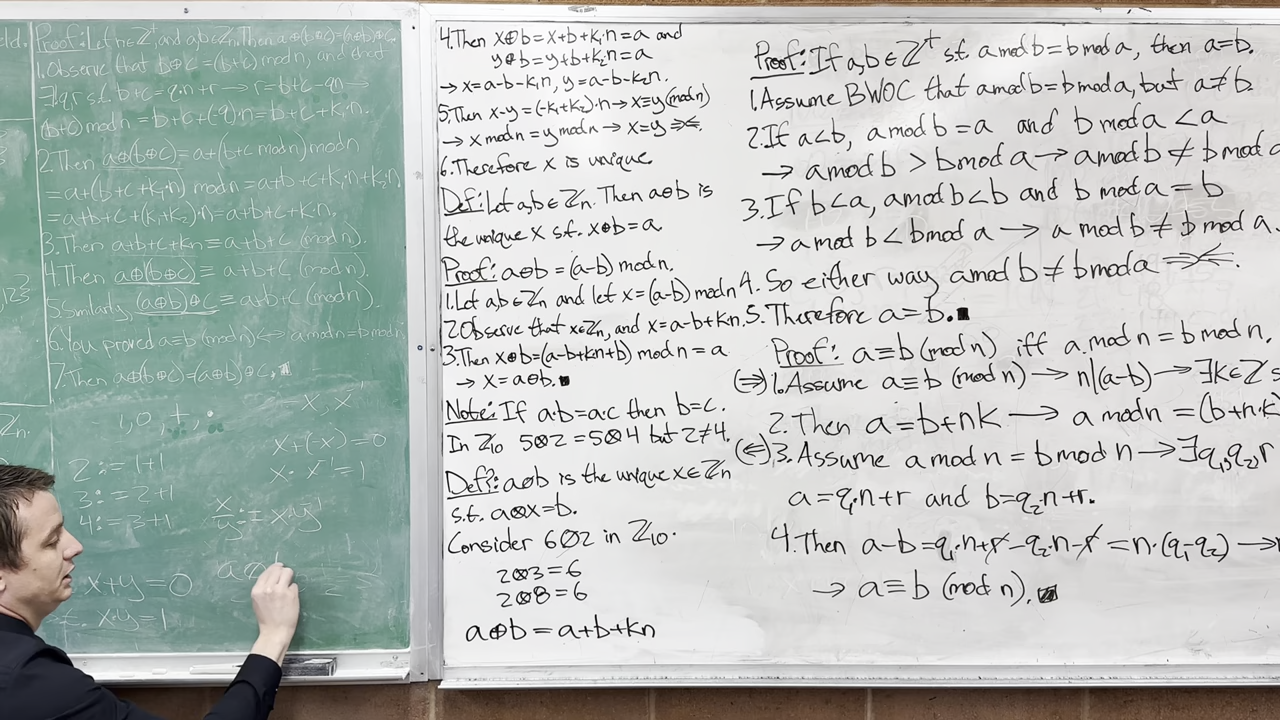 eld.
Proof: Let n∈ℤ⁺, and a,b∈ℤn. Then a⊕(b⊕c)=(a⊕b)⊕c.
1. Observe that b⊕c=(b+c) mod n, and that
∃q,r s.t. b+c=q·n+r → r=b+c-qn →
(b+c) mod n = b+c+(-q)·n = b+c+k₁·n.
2. Then a⊕(b⊕c)=a+(b+c mod n) mod n
=a+(b+c+k₁·n) mod n=a+b+c+k₁·n+k₂n
=a+b+c+(k₁+k₂)·n=a+b+c+k·n.
3. Then a+b+c+kn≡a+b+c (mod n).
4. Then a⊕(b⊕c)≡a+b+c (mod n).
5. Similarly, (a⊕b)⊕c≡a+b+c (mod n).
6. You proved a≡b (mod n) ⟷ a mod n=b mod n
7. Then a⊕(b⊕c)=(a⊕b)⊕c. ∎
1, 0, +, ·
-x, x⁻¹
x+(-x)=0
x·x⁻¹=1
2:=1+1
3:=2+1
4:=3+1
x/y:=x·y⁻¹
x+y=0
x·y=1
ℤn.
4. Then x⊕b=x+b+k₁n=a and
y⊕b=y+b+k₂n=a
→ x=a-b-k₁n, y=a-b-k₂n.
5. Then x-y=(-k₁+k₂)·n → x≡y (mod n)
→ x mod n=y mod n → x=y ⇒⇐.
6. Therefore x is unique
Def: Let a,b∈ℤn. Then a⊖b is
the unique x s.t. x⊕b=a
Proof: a⊖b=(a-b) mod n.
1. Let a,b∈ℤn and let x=(a-b) mod n
2. Observe that x∈ℤn, and x=a-b+kn.
3. Then x⊕b=(a-b+kn+b) mod n=a
→ x=a⊖b. ∎
Note: If a·b=a·c then b=c.
In ℤ₁₀ 5⊗2=5⊗4 but 2≠4.
Def?: a⊘b is the unique x∈ℤn
s.t. a⊗x=b.
Consider 6⊘2 in ℤ₁₀.
2⊗3=6
2⊗8=6
a⊕b=a+b+kn
Proof: If a,b∈ℤ⁺ s.t. a mod b=b mod a, then a=b.
1. Assume BWOC that a mod b=b mod a, but a≠b.
2. If a<b, a mod b=a and b mod a<a
→ a mod b > b mod a → a mod b ≠ b mod a
3. If b<a, a mod b<b and b mod a=b
→ a mod b < b mod a → a mod b ≠ b mod a.
4. So either way a mod b ≠ b mod a ⇒⇐.
5. Therefore a=b. ∎
Proof: a≡b (mod n) iff a mod n=b mod n.
(⇒) 1. Assume a≡b (mod n) → n|(a-b) → ∃k∈ℤ s
2. Then a=b+nk → a mod n=(b+n·k
(⇐) 3. Assume a mod n=b mod n → ∃q₁,q₂,r
a=q₁·n+r and b=q₂·n+r.
4. Then a-b=q₁·n+r-q₂·n-r=n·(q₁-q₂) →
→ a≡b (mod n). ∎